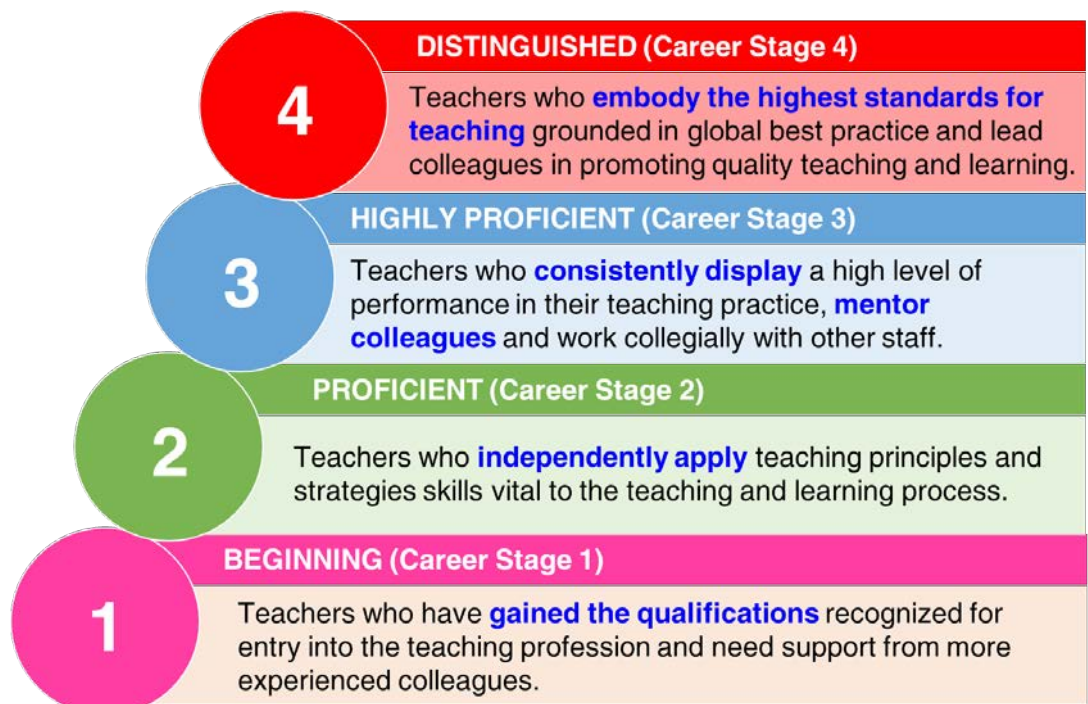 4
DISTINGUISHED (Career Stage 4)
Teachers who embody the highest standards for
teaching grounded in global best practice and lead
colleagues in promoting quality teaching and learning.
3
HIGHLY PROFICIENT (Career Stage 3)
Teachers who consistently display a high level of
performance in their teaching practice, mentor
colleagues and work collegially with other staff.
2
PROFICIENT (Career Stage 2)
Teachers who independently apply teaching principles and
strategies skills vital to the teaching and learning process.
1
BEGINNING (Career Stage 1)
Teachers who have gained the qualifications recognized for
entry into the teaching profession and need support from more
experienced colleagues.